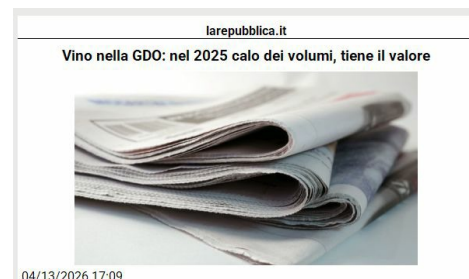 larepubblica.it
Vino nella GDO: nel 2025 calo dei volumi, tiene il valore
04/13/2026 17:09